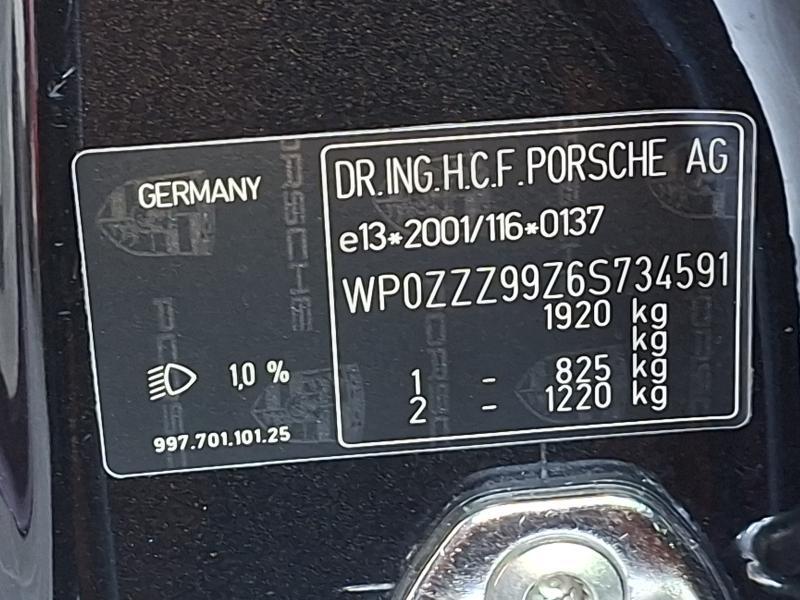 GERMANY
DR.ING.H.C.F.PORSCHE AG
e13*2001/116*0137
WP0ZZZ99Z6S734591
1920 kg
kg
1 - 825 kg
2 - 1220 kg
1,0 %
997.701.101.25